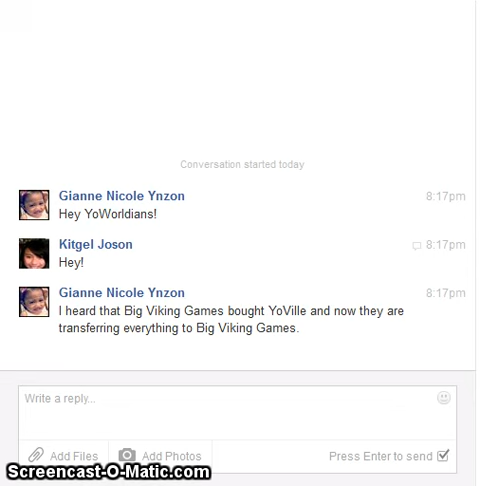 Conversation started today
Gianne Nicole Ynzon 8:17pm
Hey YoWorldians!
Kitgel Joson 8:17pm
Hey!
Gianne Nicole Ynzon 8:17pm
I heard that Big Viking Games bought YoVille and now they are
transferring everything to Big Viking Games.
Write a reply...
Add Files Add Photos Press Enter to send
Screencast-O-Matic.com